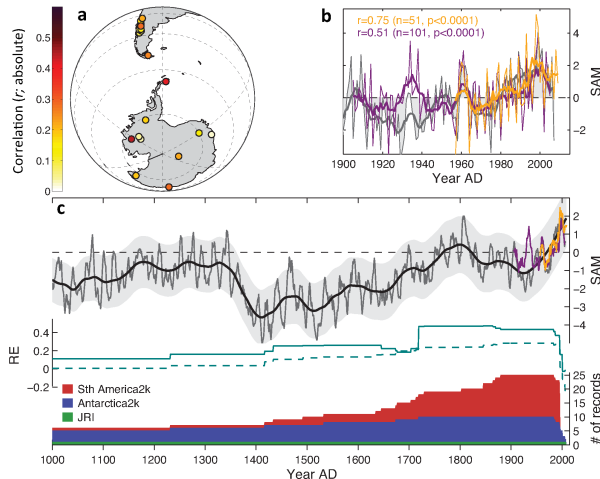 a
Correlation (r; absolute)
0.5
0.4
0.3
0.2
0.1
0
b
r=0.75 (n=51, p<0.0001)
r=0.51 (n=101, p<0.0001)
4
2
0
-2
SAM
1900 1920 1940 1960 1980 2000
Year AD
c
2
1
0
-1
-2
-3
-4
SAM
0.4
0.2
0
-0.2
RE
Sth America2k
Antarctica2k
JRI
25
20
15
10
5
0
# of records
1000 1100 1200 1300 1400 1500 1600 1700 1800 1900 2000
Year AD